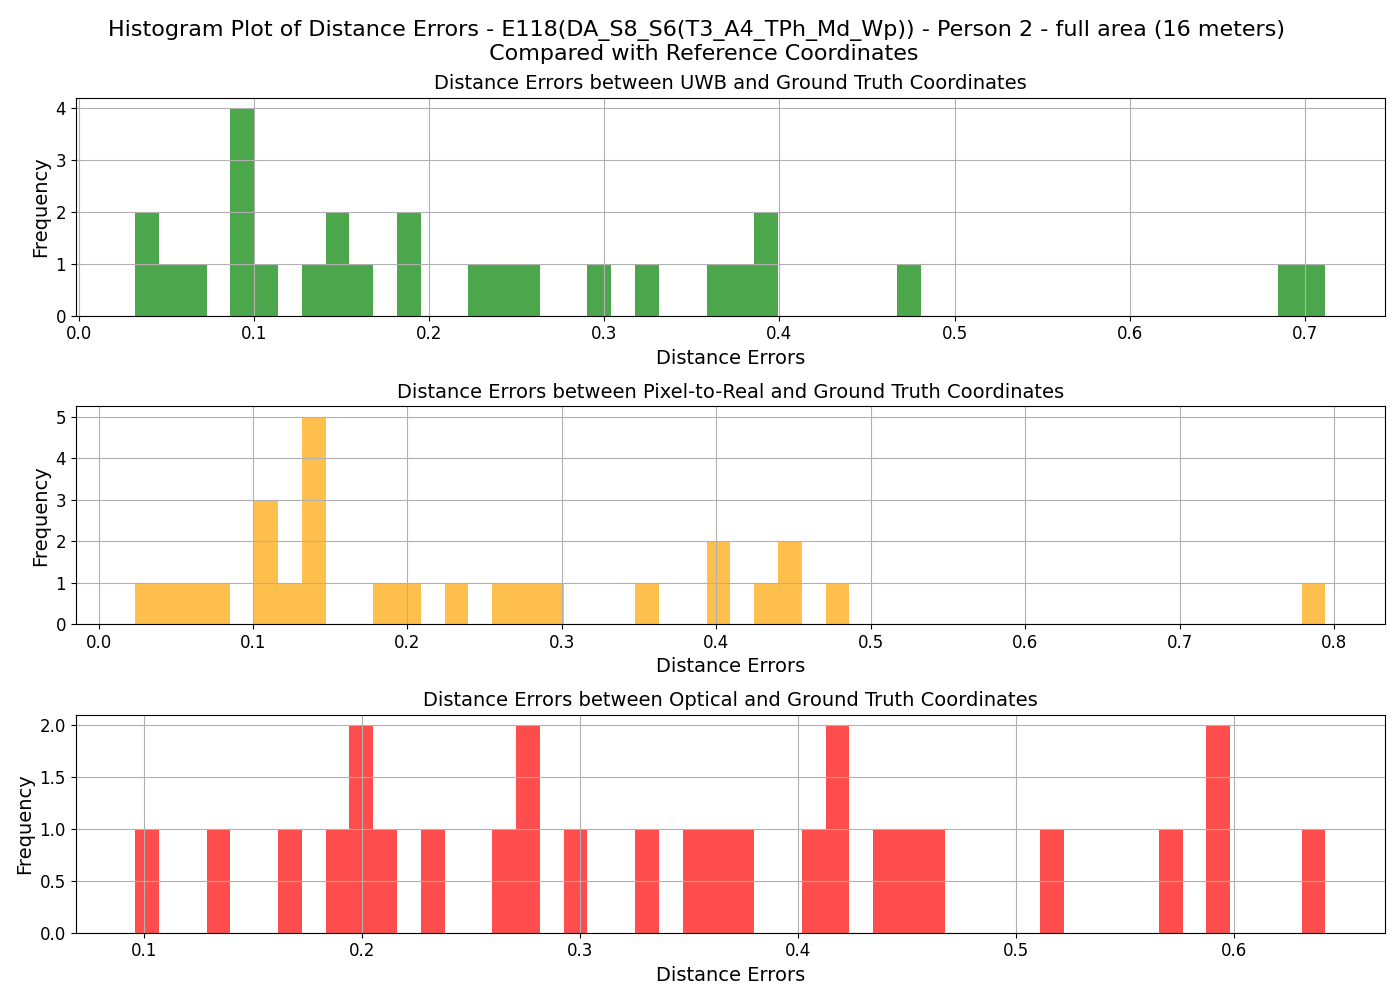 Histogram Plot of Distance Errors - E118(DA_S8_S6(T3_A4_TPh_Md_Wp)) - Person 2 - full area (16 meters)
Compared with Reference Coordinates
Distance Errors between UWB and Ground Truth Coordinates
Frequency
4
3
2
1
0
0.0 0.1 0.2 0.3 0.4 0.5 0.6 0.7
Distance Errors
Distance Errors between Pixel-to-Real and Ground Truth Coordinates
Frequency
5
4
3
2
1
0
0.0 0.1 0.2 0.3 0.4 0.5 0.6 0.7 0.8
Distance Errors
Distance Errors between Optical and Ground Truth Coordinates
Frequency
2.0
1.5
1.0
0.5
0.0
0.1 0.2 0.3 0.4 0.5 0.6
Distance Errors